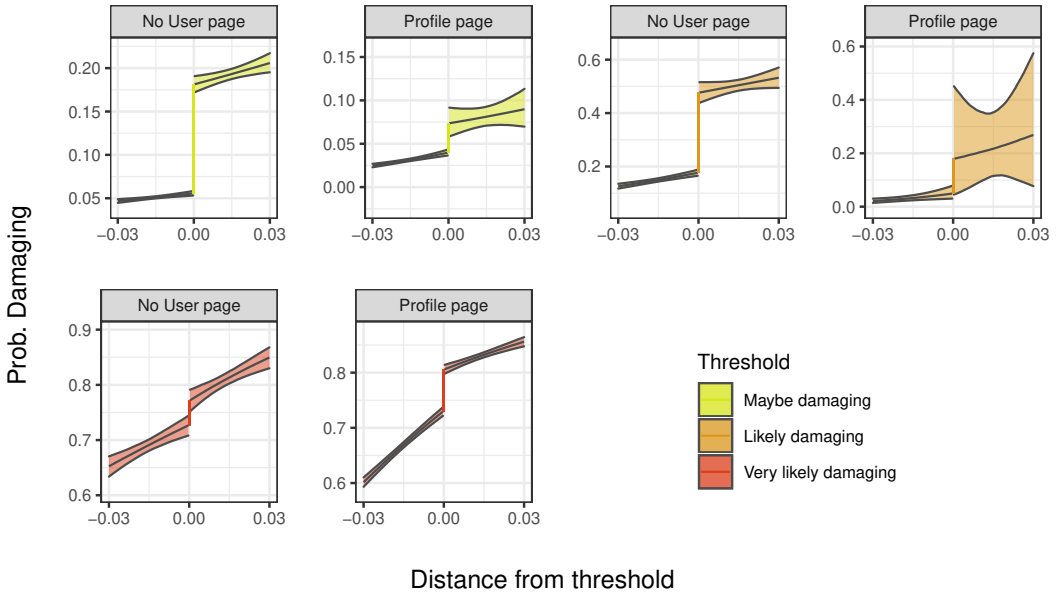 No User page
Profile page
No User page
Profile page
0.20
0.15
0.10
0.05
−0.03 0.00 0.03
0.15
0.10
0.05
0.00
−0.03 0.00 0.03
0.6
0.4
0.2
−0.03 0.00 0.03
0.6
0.4
0.2
0.0
−0.03 0.00 0.03
Prob. Damaging
No User page
Profile page
0.9
0.8
0.7
0.6
−0.03 0.00 0.03
0.8
0.7
0.6
−0.03 0.00 0.03
Threshold
Maybe damaging
Likely damaging
Very likely damaging
Distance from threshold